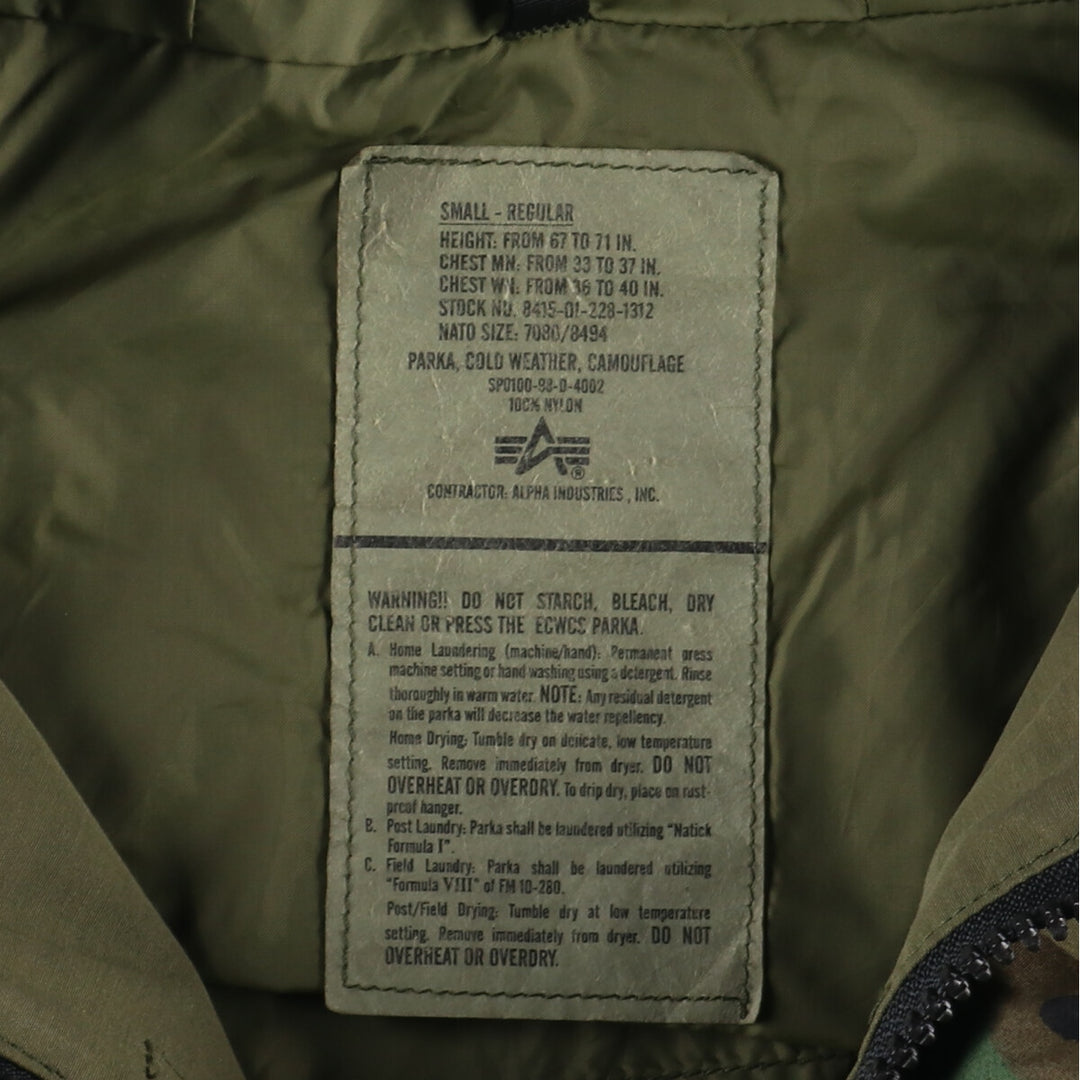 SMALL - REGULAR
HEIGHT: FROM 67 TO 71 IN.
CHEST MN: FROM 33 TO 37 IN.
CHEST WN: FROM 36 TO 40 IN.
STOCK NO. 8415-01-228-1312
NATO SIZE: 7080/8494
PARKA, COLD WEATHER, CAMOUFLAGE
SP0100-98-D-4002
100% NYLON
A®
CONTRACTOR: ALPHA INDUSTRIES, INC.
WARNING!! DO NOT STARCH, BLEACH, DRY
CLEAN OR PRESS THE ECWCS PARKA.
A. Home Laundering (machine/hand): Permanent press
machine setting or hand washing using a detergent. Rinse
thoroughly in warm water. NOTE: Any residual detergent
on the parka will decrease the water repellency.
Home Drying: Tumble dry on delicate, low temperature
setting. Remove immediately from dryer. DO NOT
OVERHEAT OR OVERDRY. To drip dry, place on rust-
proof hanger.
B. Post Laundry: Parka shall be laundered utilizing "Natick
Formula I".
C. Field Laundry: Parka shall be laundered utilizing
"Formula VIII" of FM 10-280.
Post/Field Drying: Tumble dry at low temperature
setting. Remove immediately from dryer. DO NOT
OVERHEAT OR OVERDRY.